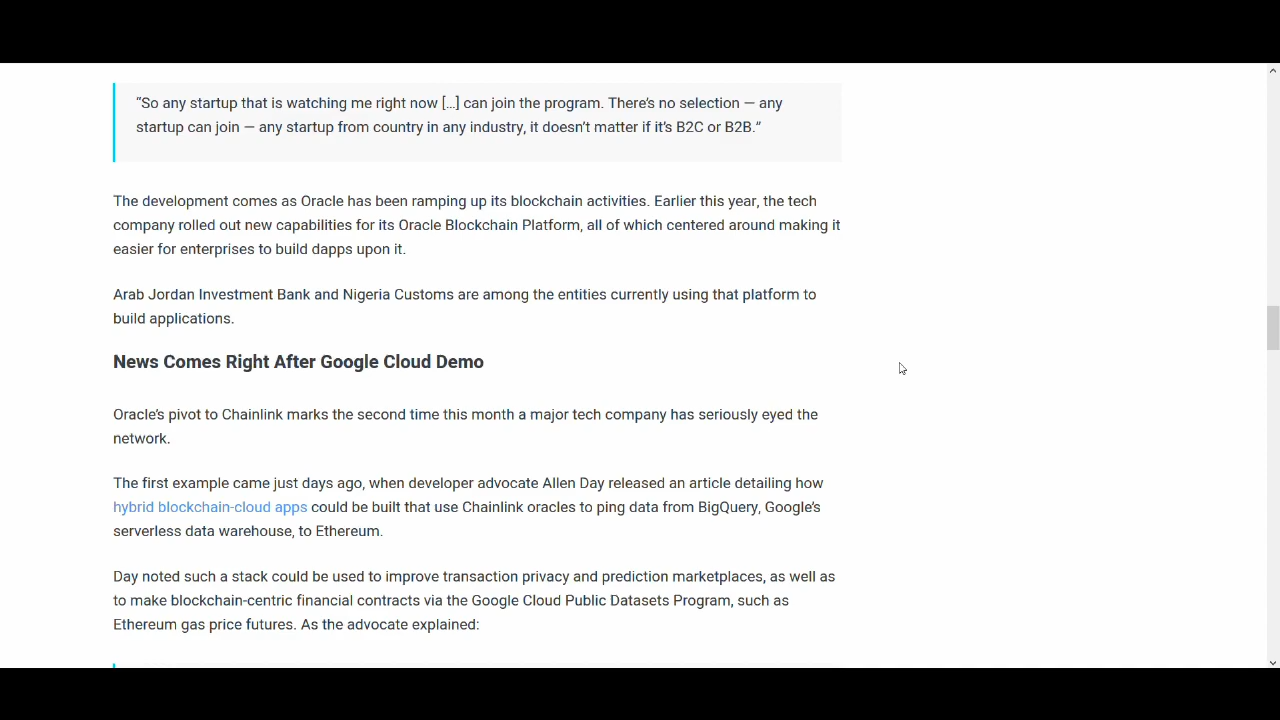 “So any startup that is watching me right now [...] can join the program. There’s no selection — any
startup can join — any startup from country in any industry, it doesn’t matter if it’s B2C or B2B.”
The development comes as Oracle has been ramping up its blockchain activities. Earlier this year, the tech
company rolled out new capabilities for its Oracle Blockchain Platform, all of which centered around making it
easier for enterprises to build dapps upon it.
Arab Jordan Investment Bank and Nigeria Customs are among the entities currently using that platform to
build applications.
News Comes Right After Google Cloud Demo
Oracle’s pivot to Chainlink marks the second time this month a major tech company has seriously eyed the
network.
The first example came just days ago, when developer advocate Allen Day released an article detailing how
hybrid blockchain-cloud apps could be built that use Chainlink oracles to ping data from BigQuery, Google’s
serverless data warehouse, to Ethereum.
Day noted such a stack could be used to improve transaction privacy and prediction marketplaces, as well as
to make blockchain-centric financial contracts via the Google Cloud Public Datasets Program, such as
Ethereum gas price futures. As the advocate explained: